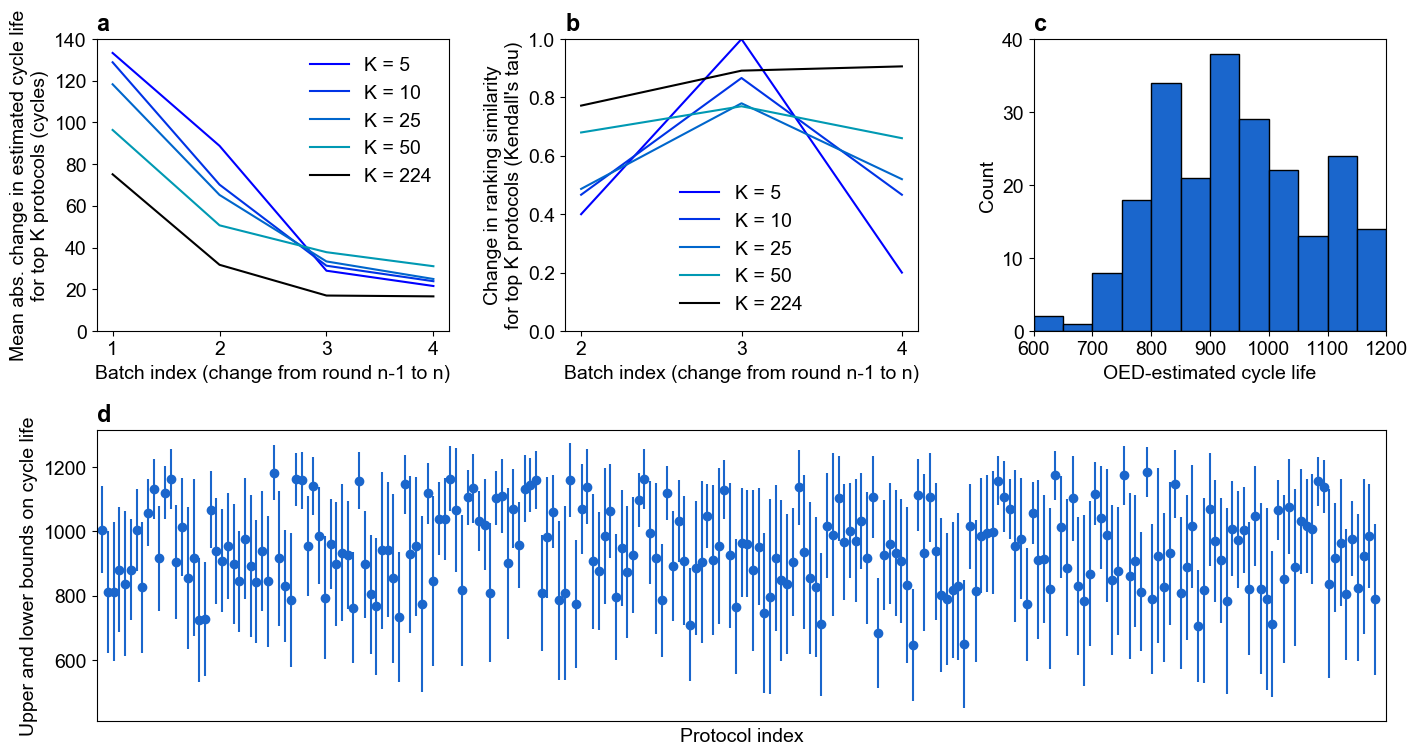 a
Mean abs. change in estimated cycle life
for top K protocols (cycles)
140
120
100
80
60
40
20
0
K = 5
K = 10
K = 25
K = 50
K = 224
1 2 3 4
Batch index (change from round n-1 to n)
b
Change in ranking similarity
for top K protocols (Kendall's tau)
1.0
0.8
0.6
0.4
0.2
0.0
K = 5
K = 10
K = 25
K = 50
K = 224
2 3 4
Batch index (change from round n-1 to n)
c
Count
40
30
20
10
0
600 700 800 900 1000 1100 1200
OED-estimated cycle life
d
Upper and lower bounds on cycle life
1200
1000
800
600
Protocol index